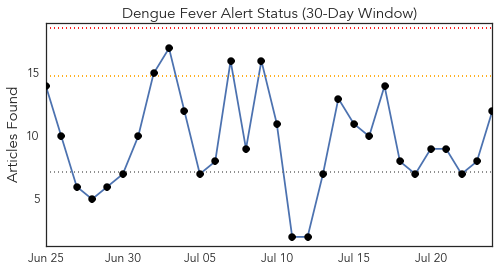 Dengue Fever Alert Status (30-Day Window)
Articles Found
15
10
5
Jun 25 Jun 30 Jul 05 Jul 10 Jul 15 Jul 20